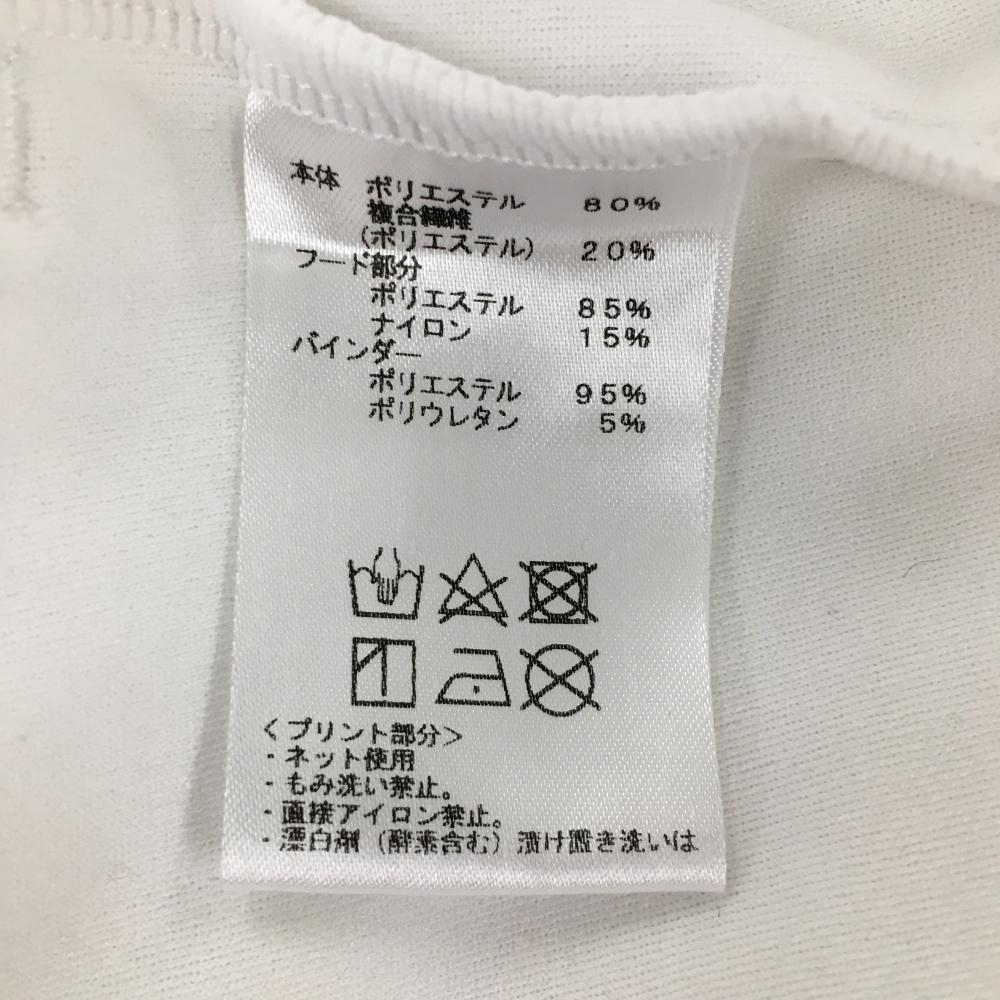 本体 ポリエステル 80%
複合繊維
(ポリエステル) 20%
フード部分
ポリエステル 85%
ナイロン 15%
バインダー
ポリエステル 95%
ポリウレタン 5%
<プリント部分>
・ネット使用
・もみ洗い禁止。
・直接アイロン禁止。
・漂白剤(酵素含む)漬け置き洗いは